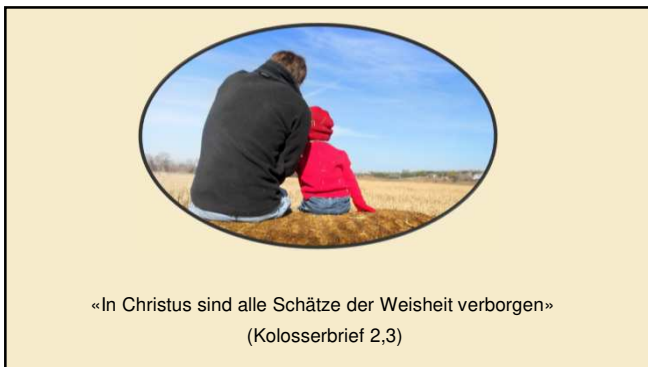 «In Christus sind alle Schätze der Weisheit verborgen»
(Kolosserbrief 2,3)